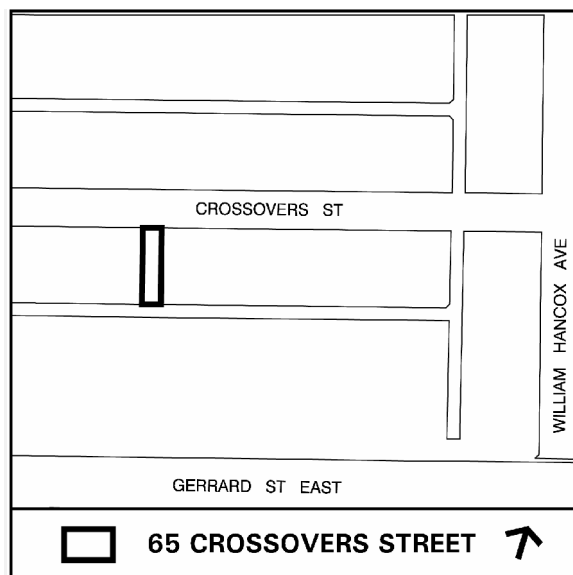 CROSSOVERS ST
WILLIAM HANCOX AVE
GERRARD ST EAST
65 CROSSOVERS STREET